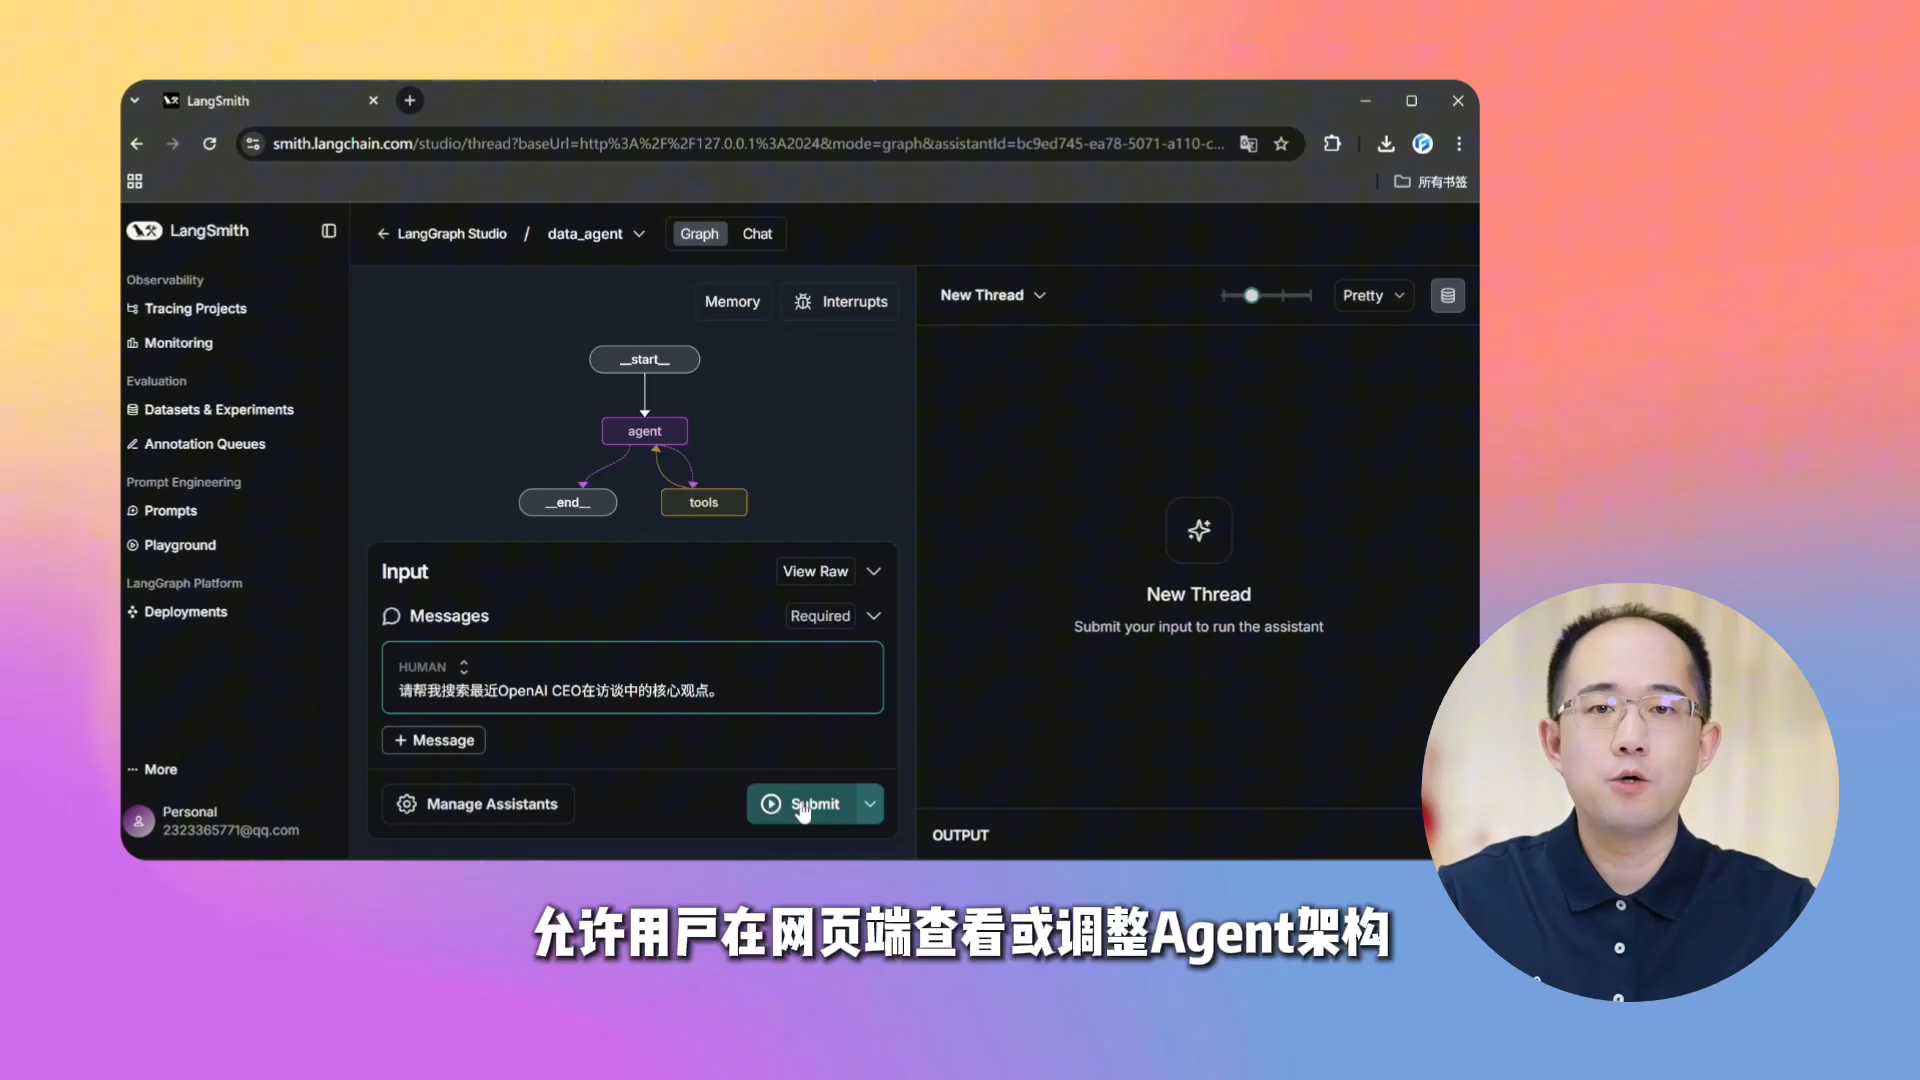 LangSmith
smith.langchain.com/studio/thread?baseUrl=http%3A%2F%2F127.0.0.1%3A2024&mode=graph&assistantId=bc9ed745-ea78-5071-a110-c...
所有书签
LangSmith
Observability
Tracing Projects
Monitoring
Evaluation
Datasets & Experiments
Annotation Queues
Prompt Engineering
Prompts
Playground
LangGraph Platform
Deployments
More
Personal
2323365771@qq.com
LangGraph Studio / data_agent
Graph Chat
Memory Interrupts
__start__
agent
__end__
tools
Input
View Raw
Messages
Required
HUMAN
请帮我搜索最近OpenAI CEO在访谈中的核心观点。
+ Message
Manage Assistants
Submit
New Thread
Pretty
New Thread
Submit your input to run the assistant
OUTPUT
允许用户在网页端查看或调整Agent架构